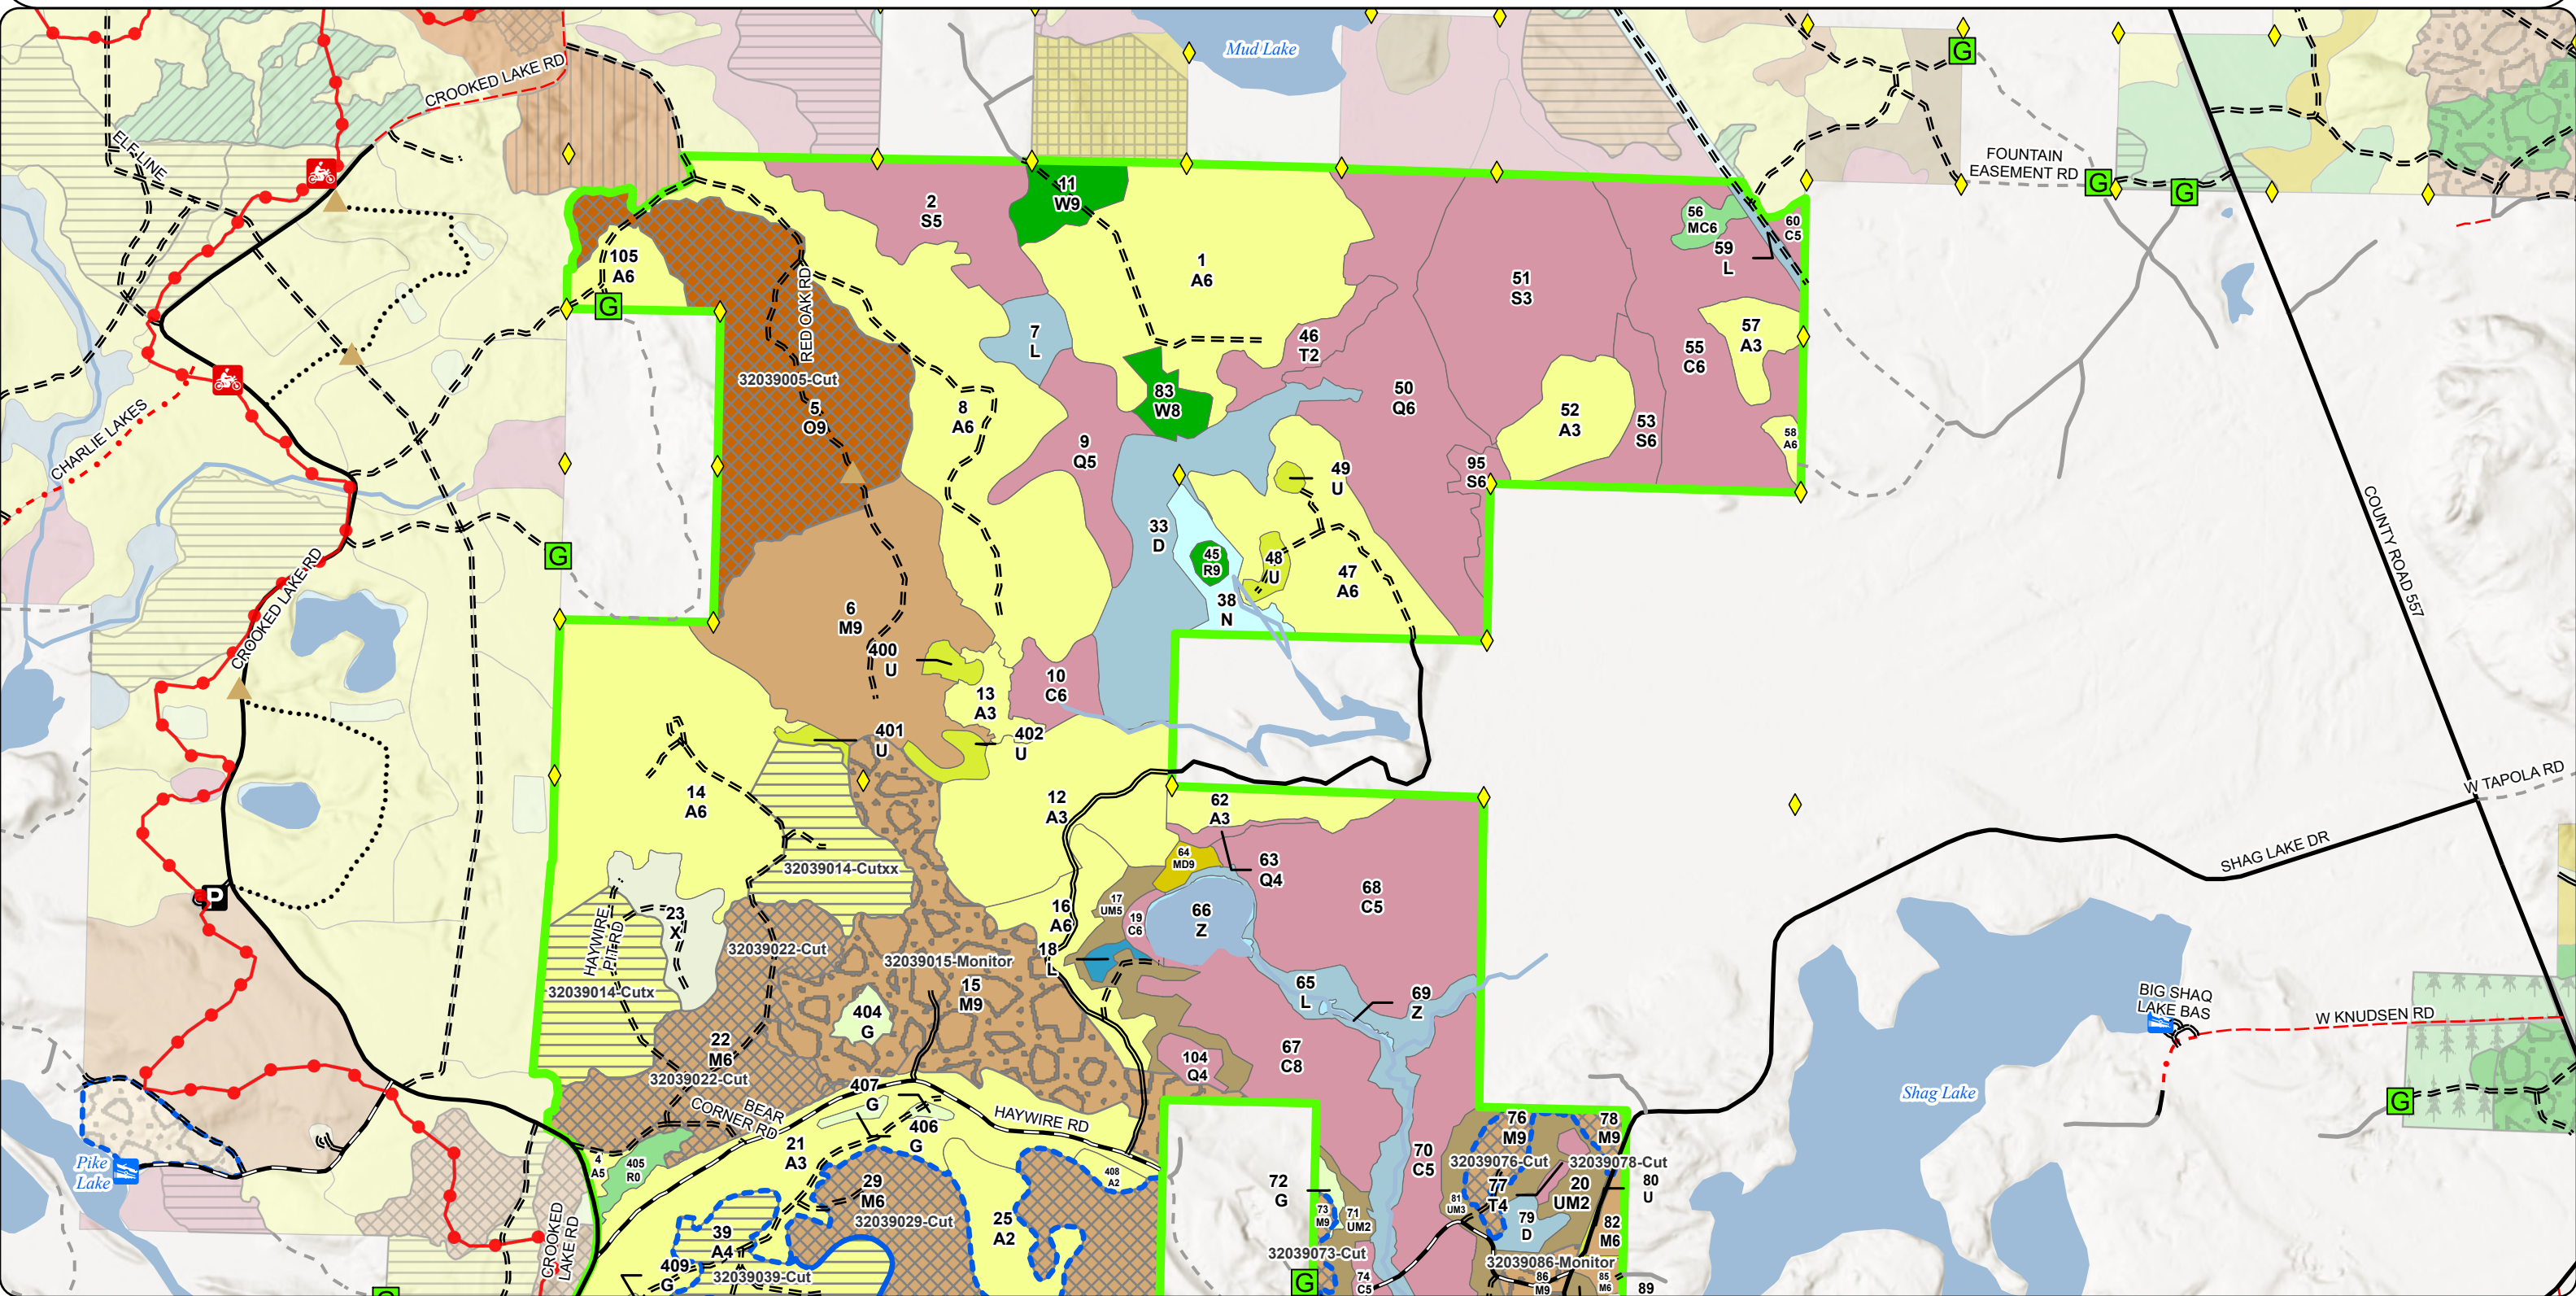 Mud Lake
CROOKED LAKE RD
ELF LINE
G
FOUNTAIN
EASEMENT RD
G
G
11
W9
2
S5
56
MC6
60
C5
59
L
105
A6
1
A6
51
S3
G
RED OAK RD
7
L
46
T2
57
A3
55
C6
32039005-Cut
50
Q6
83
W8
5
O9
8
A6
52
A3
53
S6
58
A6
CHARLIE LAKES
9
Q5
95
S6
49
U
COUNTY ROAD 557
33
D
G
45
R9
48
U
47
A6
38
N
CROOKED LAKE RD
6
M9
400
U
10
C6
13
A3
401
U
402
U
W TAPOLA RD
14
A6
12
A3
62
A3
SHAG LAKE DR
64
MD9
63
Q4
32039014-Cutxx
68
C5
P
17
UM5
16
A6
19
C6
66
Z
23
X
HAYWIRE
PIT RD
32039022-Cut
18
L
32039015-Monitor
15
M9
65
L
69
Z
32039014-Cutx
BIG SHAQ
LAKE BAS
W KNUDSEN RD
404
G
22
M6
67
C8
104
Q4
32039022-Cut
407
G
Shag Lake
G
BEAR
CORNER RD
HAYWIRE RD
406
G
76
M9
78
M9
21
A3
70
C5
32039076-Cut
32039078-Cut
Pike
Lake
4
A5
405
R0
408
A2
29
M6
72
G
77
T4
20
UM2
80
U
81
UM3
73
M9
71
UM2
79
D
82
M6
32039029-Cut
25
A2
39
A4
CROOKED
LAKE RD
32039073-Cut
32039086-Monitor
409
G
32039039-Cut
G
74
C5
86
M9
85
M6
89
G